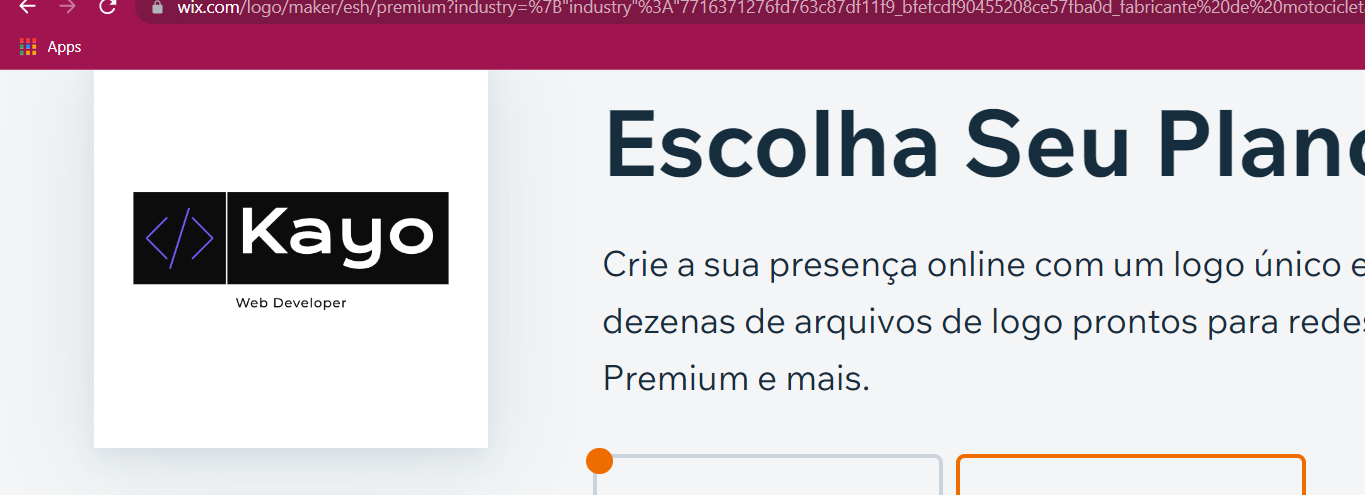 wix.com/logo/maker/esh/premium?industry=%7B"industry"%3A"7716371276fd763c87df11f9_bfefcdf90455208ce57fba0d_fabricante%20de%20motociclet
Apps
Escolha Seu Plano
Crie a sua presença online com um logo único e
dezenas de arquivos de logo prontos para redes
Premium e mais.
</> Kayo
Web Developer